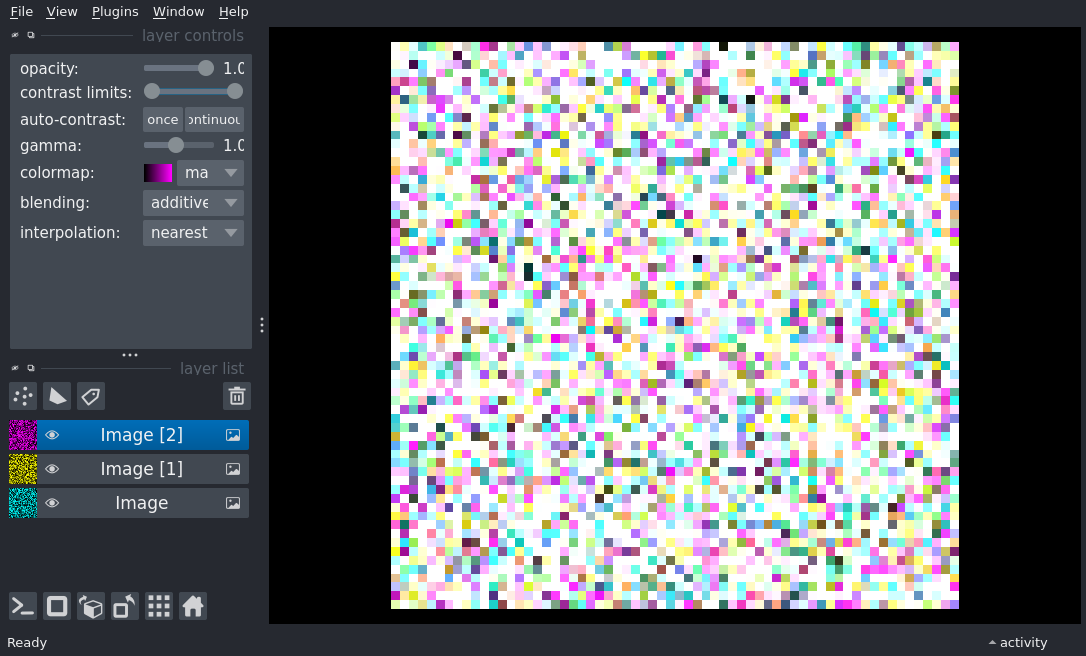 File View Plugins Window Help
layer controls
opacity: 1.0
contrast limits:
auto-contrast: once ontinuou
gamma: 1.0
colormap: ma
blending: additive
interpolation: nearest
layer list
Image [2]
Image [1]
Image
Ready activity